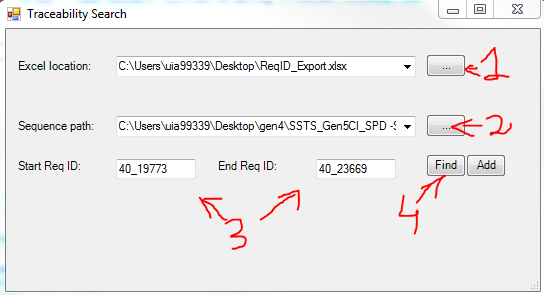 Traceability Search
Excel location: C:\Users\uia99339\Desktop\ReqID_Export.xlsx ... 1
Sequence path: C:\Users\uia99339\Desktop\gen4\SSTS_Gen5CI_SPD -S ... 2
Start Req ID: 40_19773 End Req ID: 40_23669 Find Add
3 4